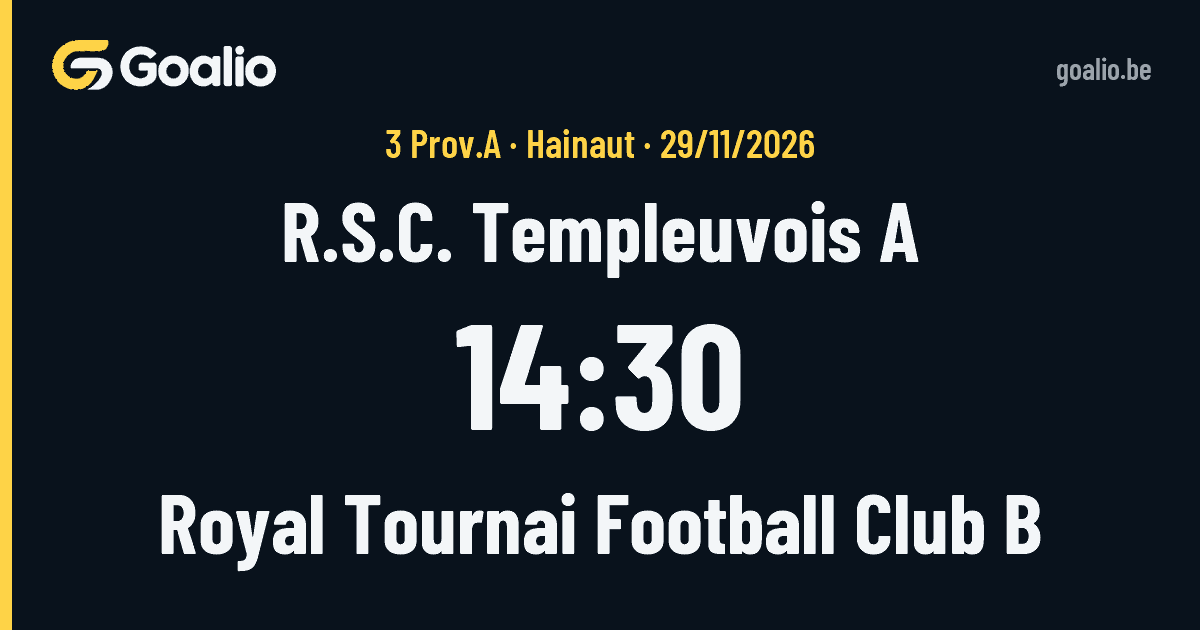 Goalio
goalio.be
3 Prov.A · Hainaut · 29/11/2026
R.S.C. Templeuvois A
14:30
Royal Tournai Football Club B